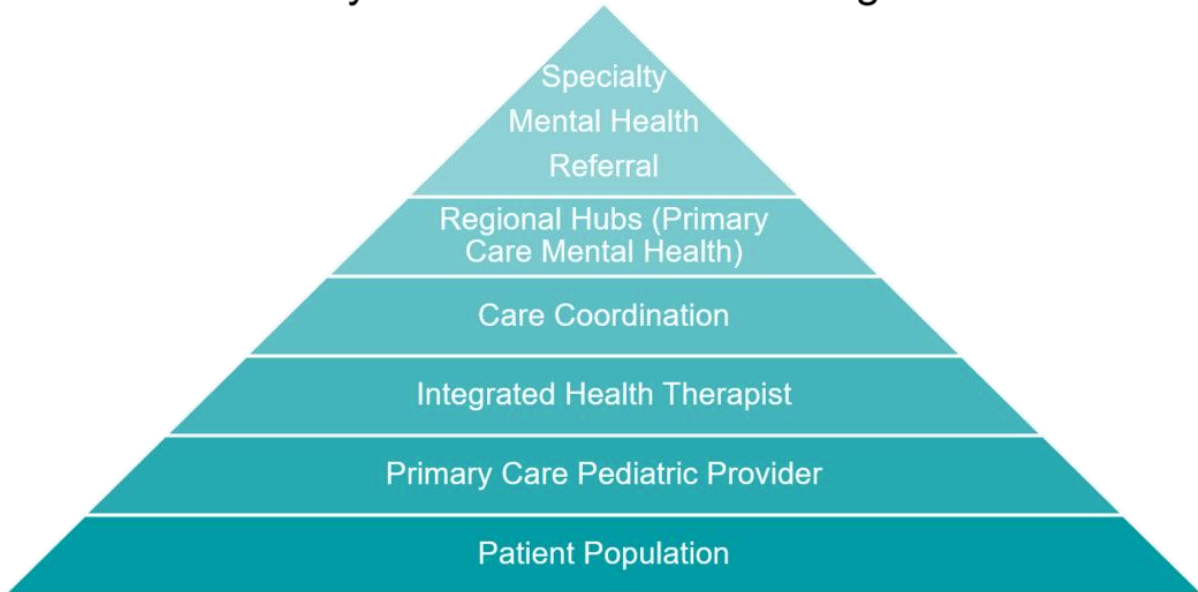 Specialty
Mental Health
Referral
Regional Hubs (Primary
Care Mental Health)
Care Coordination
Integrated Health Therapist
Primary Care Pediatric Provider
Patient Population